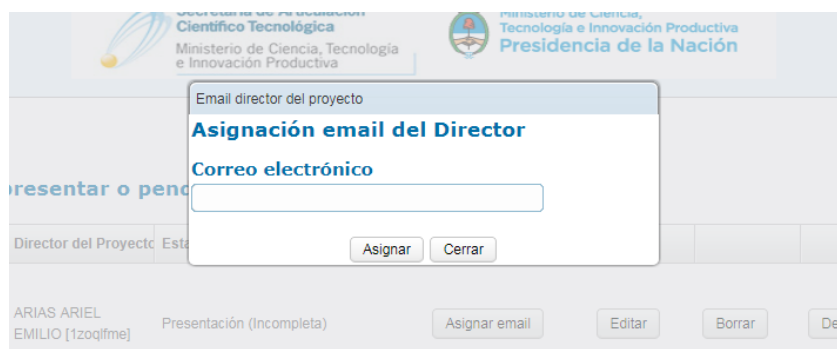 Secretaría de Articulación
Científico Tecnológica
Ministerio de Ciencia, Tecnología
e Innovación Productiva
Ministerio de Ciencia,
Tecnología e Innovación Productiva
Presidencia de la Nación
Email director del proyecto
Asignación email del Director
Correo electrónico
Asignar Cerrar
resentar o pend
Director del Proyecto Esta
ARIAS ARIEL
EMILIO [1zoqlfme]
Presentación (Incompleta) Asignar email Editar Borrar De